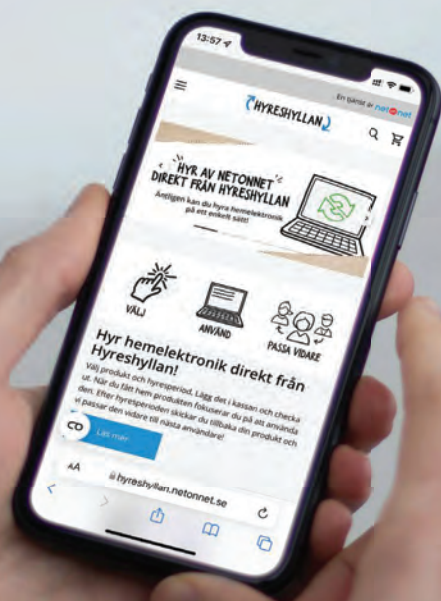 13:57
En tjänst av netonnet
HYRESHYLLAN
HYR AV NETONNET
DIREKT FRÅN HYRESHYLLAN
Äntligen kan du hyra hemelektronik
på ett enkelt sätt!
VÄLJ
ANVÄND
PASSA VIDARE
Hyr hemelektronik direkt från
Hyreshyllan!
Välj produkt och hyresperiod. Lägg det i kassan och checka
ut. När du fått hem produkten fokuserar du på att använda
den. Efter hyresperioden skickar du tillbaka din produkt och
vi passar den vidare till nästa användare!
Läs mer
AA
hyreshyllan.netonnet.se